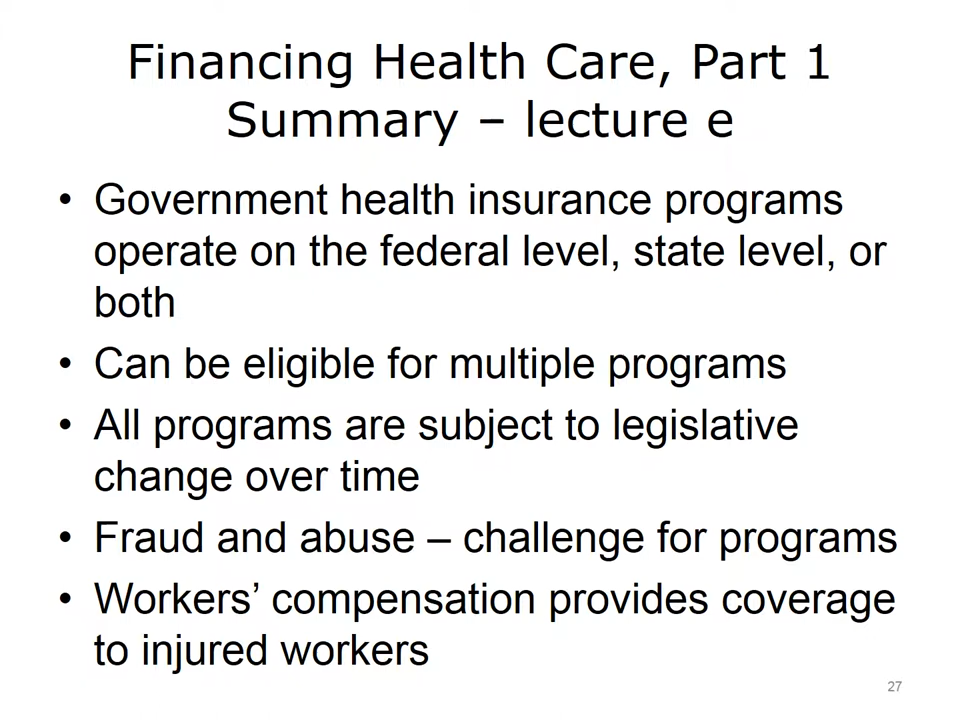 Financing Health Care, Part 1
Summary – lecture e
• Government health insurance programs
operate on the federal level, state level, or
both
• Can be eligible for multiple programs
• All programs are subject to legislative
change over time
• Fraud and abuse – challenge for programs
• Workers’ compensation provides coverage
to injured workers
27